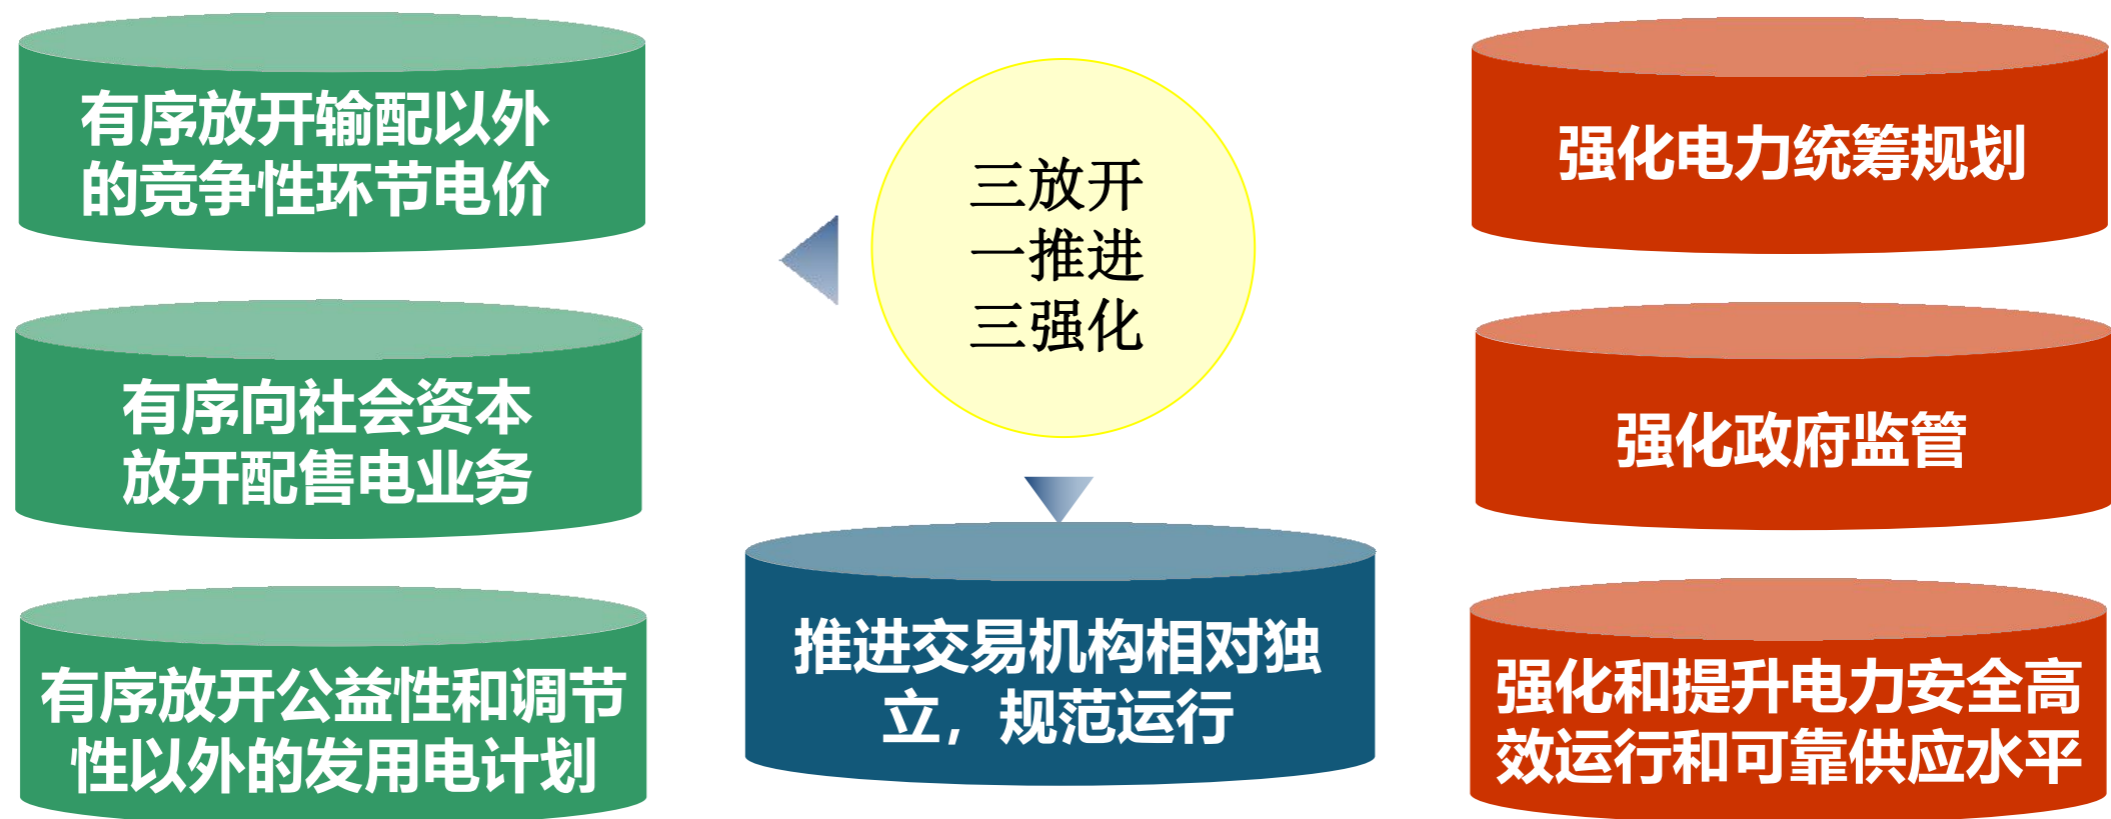 有序放开输配以外
的竞争性环节电价
有序向社会资本
放开配售电业务
有序放开公益性和调节
性以外的发用电计划
三放开
一推进
三强化
推进交易机构相对独
立，规范运行
强化电力统筹规划
强化政府监管
强化和提升电力安全高
效运行和可靠供应水平